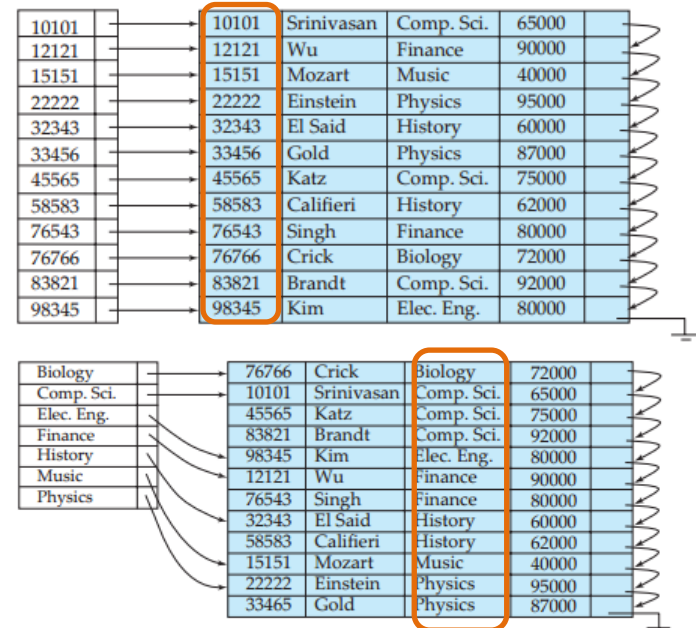 10101 10101 Srinivasan Comp. Sci. 65000
12121 12121 Wu Finance 90000
15151 15151 Mozart Music 40000
22222 22222 Einstein Physics 95000
32343 32343 El Said History 60000
33456 33456 Gold Physics 87000
45565 45565 Katz Comp. Sci. 75000
58583 58583 Califieri History 62000
76543 76543 Singh Finance 80000
76766 76766 Crick Biology 72000
83821 83821 Brandt Comp. Sci. 92000
98345 98345 Kim Elec. Eng. 80000
Biology 76766 Crick Biology 72000
Comp. Sci. 10101 Srinivasan Comp. Sci. 65000
Elec. Eng. 45565 Katz Comp. Sci. 75000
Finance 83821 Brandt Comp. Sci. 92000
History 98345 Kim Elec. Eng. 80000
Music 12121 Wu Finance 90000
Physics 76543 Singh Finance 80000
32343 El Said History 60000
58583 Califieri History 62000
15151 Mozart Music 40000
22222 Einstein Physics 95000
33465 Gold Physics 87000